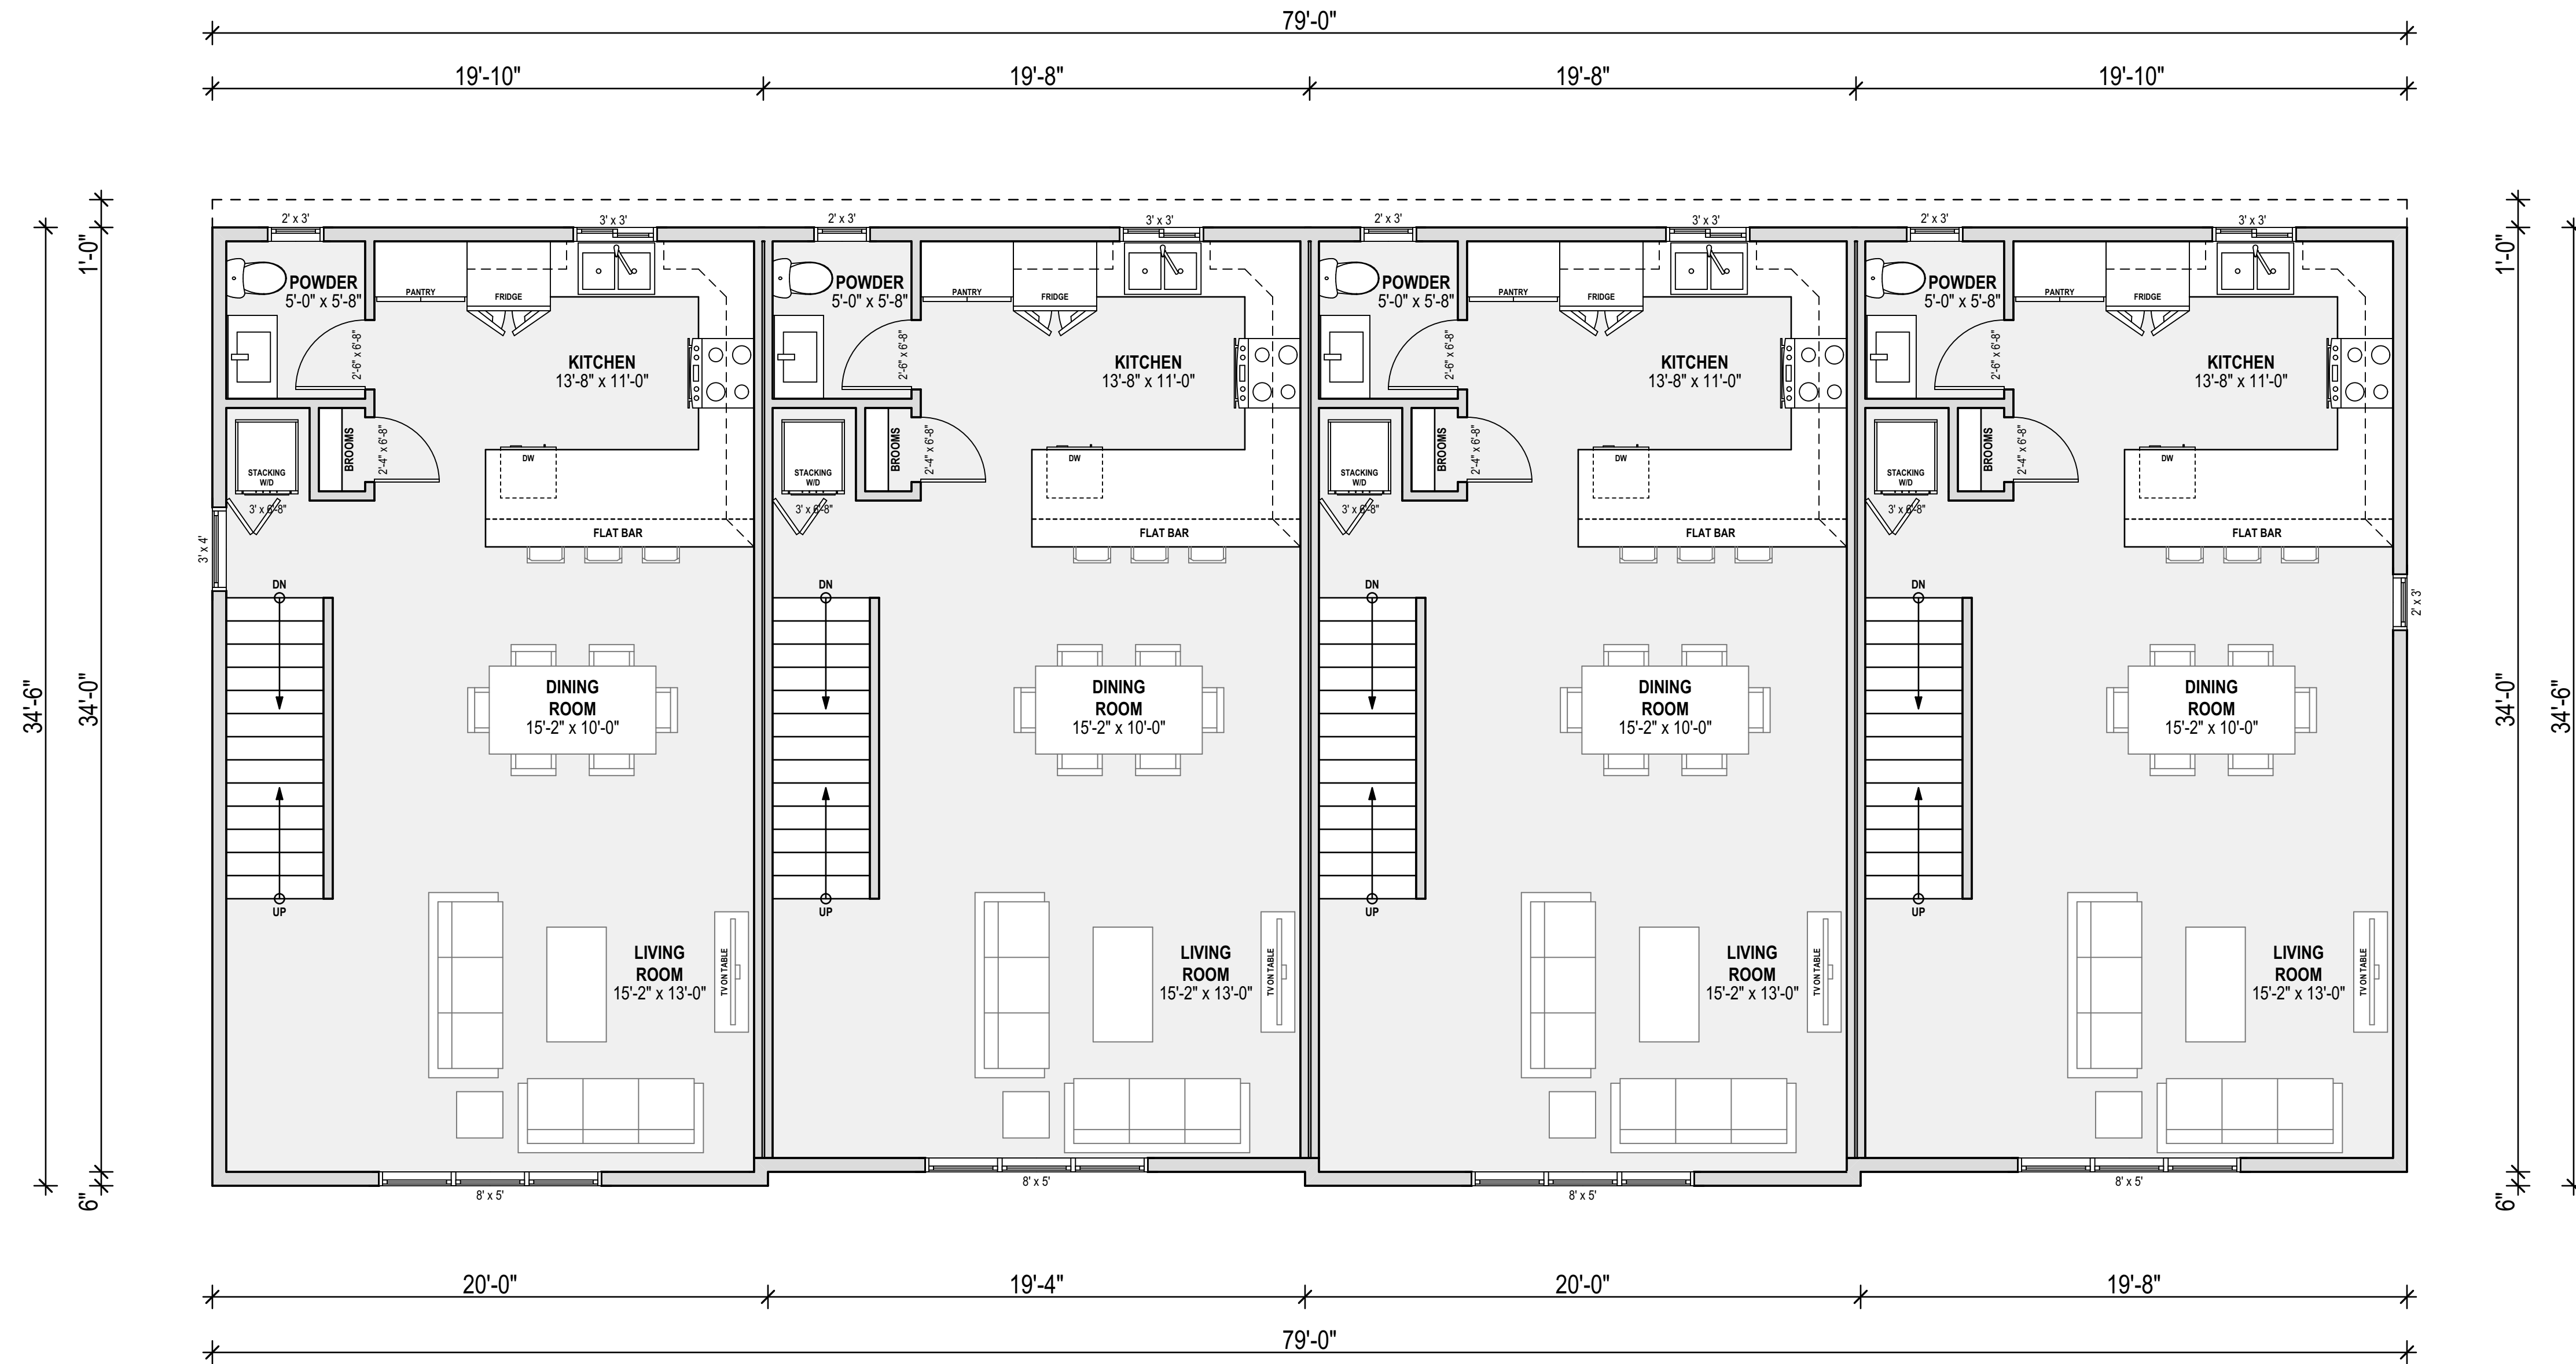 79'-0"
19'-10" 19'-8" 19'-8" 19'-10"
1'-0" 1'-0"
34'-6" 34'-0" 34'-0" 34'-6"
6" 6"
2' x 3' 3' x 3' 2' x 3' 3' x 3' 2' x 3' 3' x 3' 2' x 3' 3' x 3'
POWDER POWDER POWDER POWDER
5'-0" x 5'-8" 5'-0" x 5'-8" 5'-0" x 5'-8" 5'-0" x 5'-8"
PANTRY FRIDGE PANTRY FRIDGE PANTRY FRIDGE PANTRY FRIDGE
2'-6" x 6'-8" 2'-6" x 6'-8" 2'-6" x 6'-8" 2'-6" x 6'-8"
KITCHEN KITCHEN KITCHEN KITCHEN
13'-8" x 11'-0" 13'-8" x 11'-0" 13'-8" x 11'-0" 13'-8" x 11'-0"
BROOMS 2'-4" x 6'-8" BROOMS 2'-4" x 6'-8" BROOMS 2'-4" x 6'-8" BROOMS 2'-4" x 6'-8"
DW DW DW DW
STACKING STACKING STACKING STACKING
W/D W/D W/D W/D
3' x 6'-8" 3' x 6'-8" 3' x 6'-8" 3' x 6'-8"
FLAT BAR FLAT BAR FLAT BAR FLAT BAR
3' x 4'
DN DN DN DN
2' x 3'
DINING DINING DINING DINING
ROOM ROOM ROOM ROOM
15'-2" x 10'-0" 15'-2" x 10'-0" 15'-2" x 10'-0" 15'-2" x 10'-0"
UP UP UP UP
LIVING LIVING LIVING LIVING
ROOM ROOM ROOM ROOM
15'-2" x 13'-0" 15'-2" x 13'-0" 15'-2" x 13'-0" 15'-2" x 13'-0"
TV ON TABLE TV ON TABLE TV ON TABLE TV ON TABLE
8' x 5' 8' x 5' 8' x 5' 8' x 5'
20'-0" 19'-4" 20'-0" 19'-8"
79'-0"